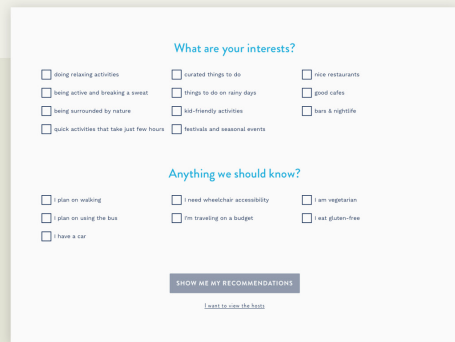 What are your interests?
doing relaxing activities
curated things to do
nice restaurants
being active and breaking a sweat
things to do on rainy days
good cafes
being surrounded by nature
kid-friendly activities
bars & nightlife
quick activities that take just few hours
festivals and seasonal events
Anything we should know?
I plan on walking
I need wheelchair accessibility
I am vegetarian
I plan on using the bus
I'm traveling on a budget
I eat gluten-free
I have a car
SHOW ME MY RECOMMENDATIONS
I want to view the hosts